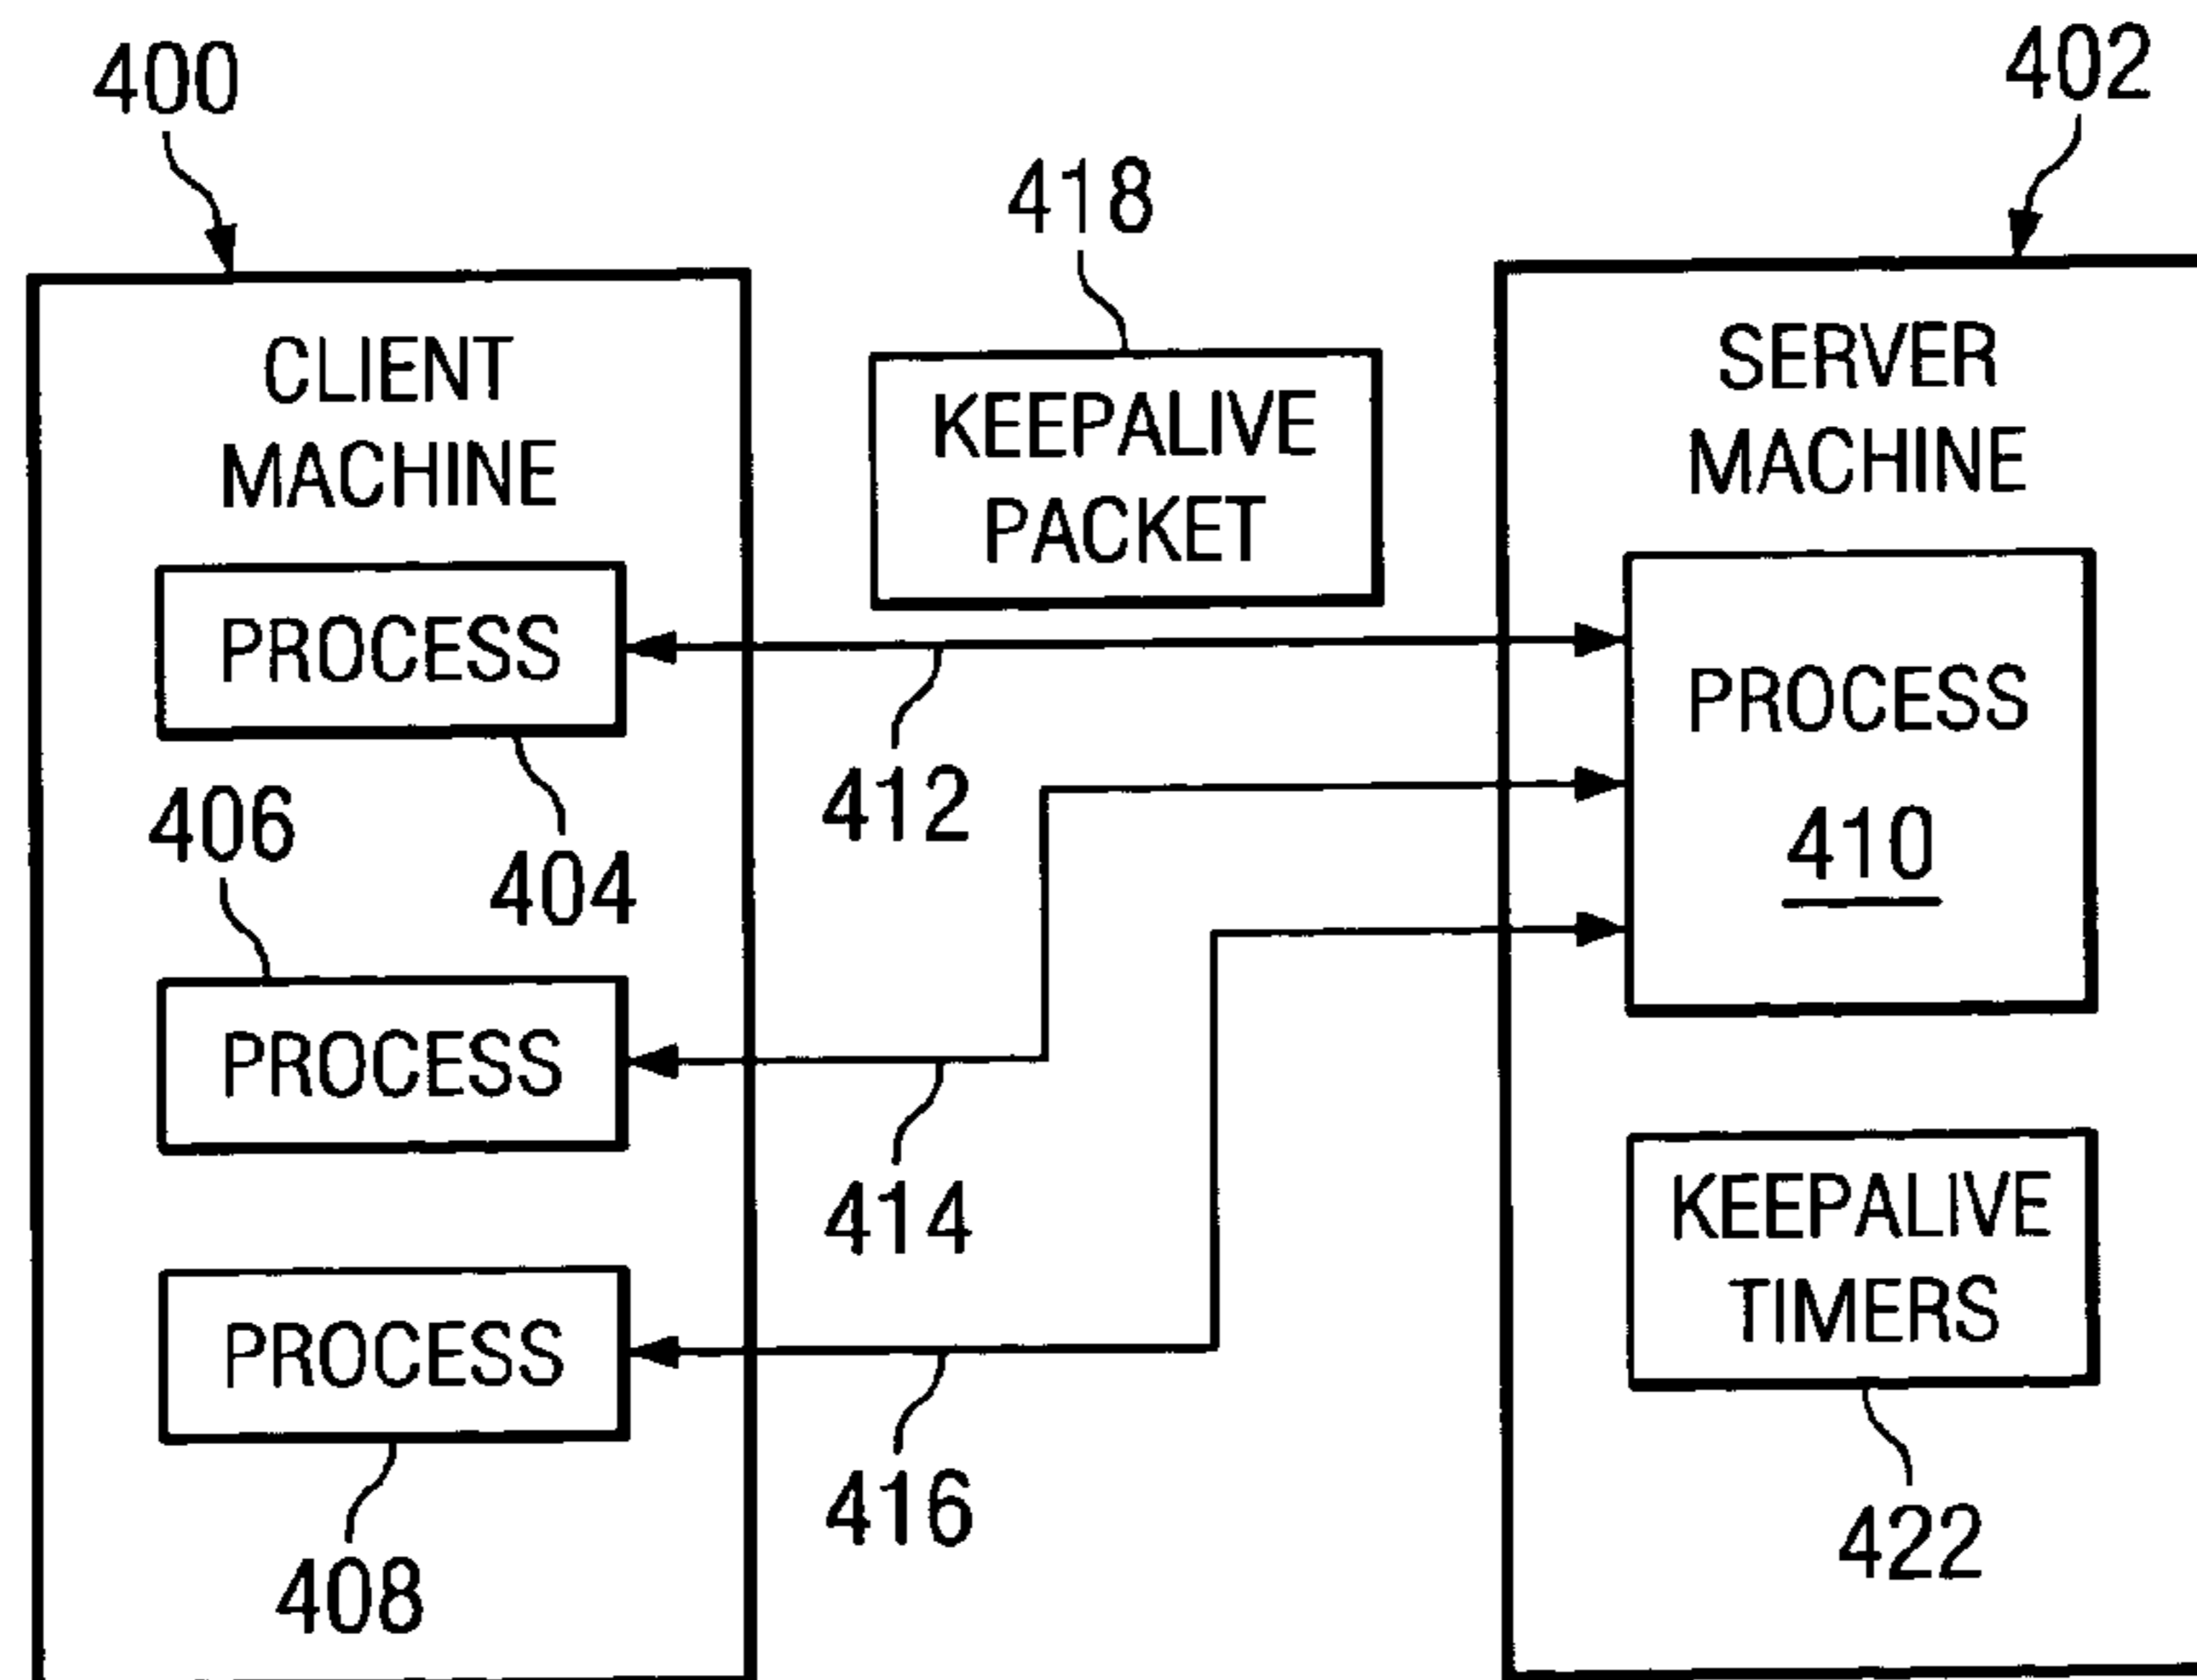 400
402
418
CLIENT
MACHINE
KEEPALIVE
PACKET
SERVER
MACHINE
PROCESS
404
412
PROCESS
410
406
PROCESS
414
KEEPALIVE
TIMERS
422
PROCESS
408
416